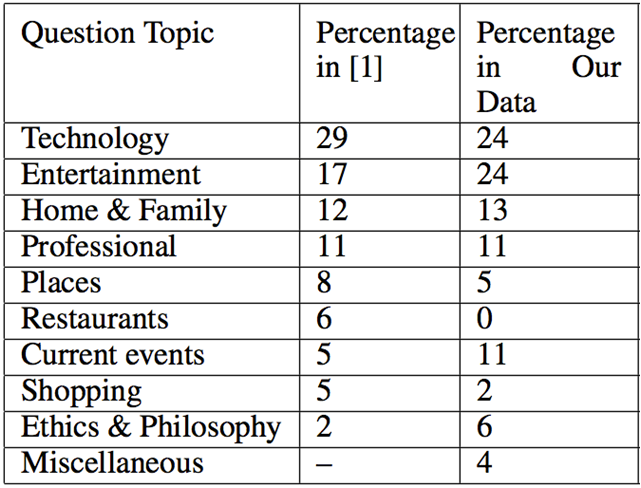 Question Topic Percentage in [1] Percentage in Our Data
Technology 29 24
Entertainment 17 24
Home & Family 12 13
Professional 11 11
Places 8 5
Restaurants 6 0
Current events 5 11
Shopping 5 2
Ethics & Philosophy 2 6
Miscellaneous – 4